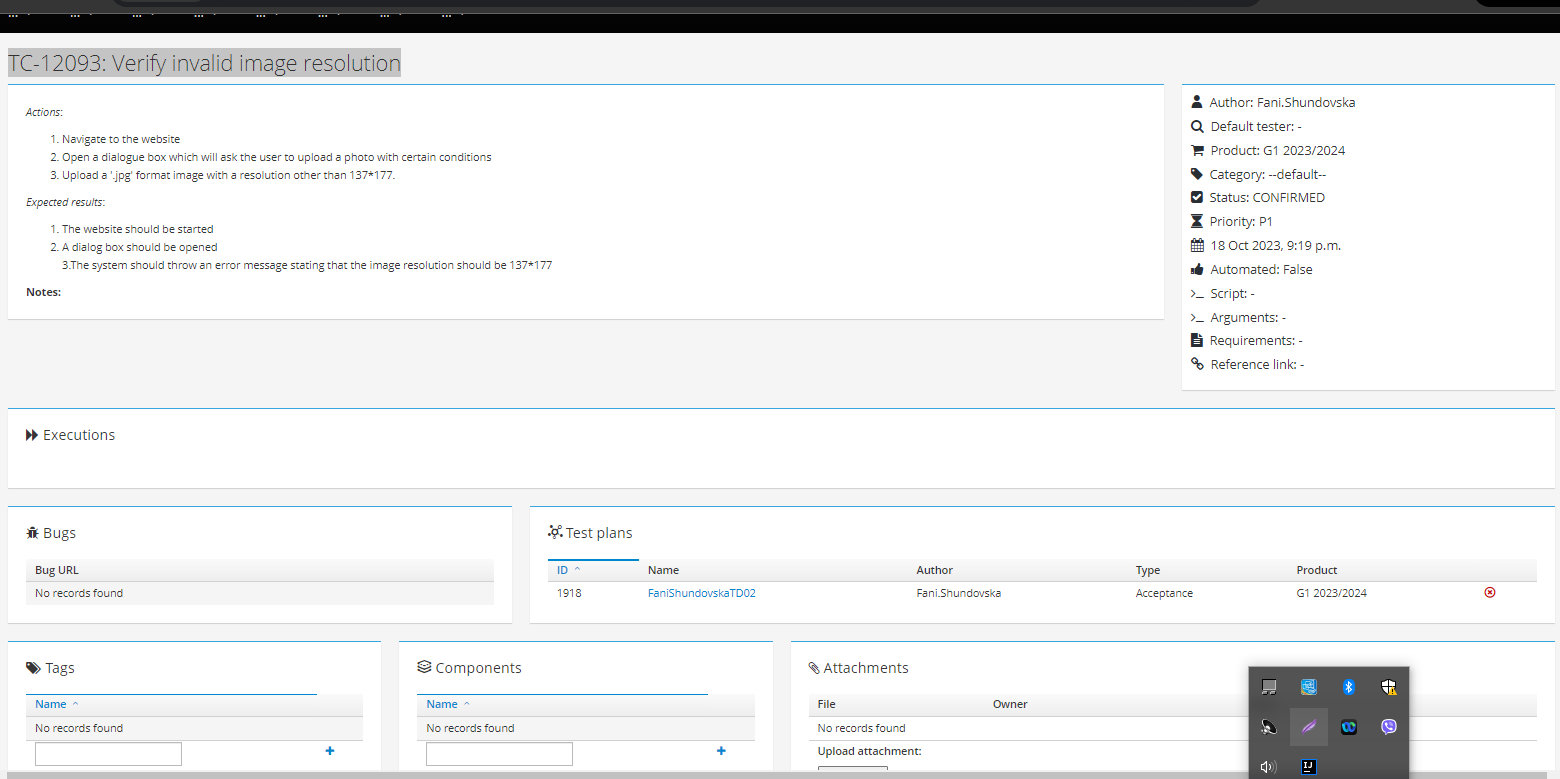 TC-12093: Verify invalid image resolution
Actions:
1. Navigate to the website
2. Open a dialogue box which will ask the user to upload a photo with certain conditions
3. Upload a '.jpg' format image with a resolution other than 137*177.
Expected results:
1. The website should be started
2. A dialog box should be opened
3.The system should throw an error message stating that the image resolution should be 137*177
Notes:
Author: Fani.Shundovska
Default tester: -
Product: G1 2023/2024
Category: --default--
Status: CONFIRMED
Priority: P1
18 Oct 2023, 9:19 p.m.
Automated: False
Script: -
Arguments: -
Requirements: -
Reference link: -
Executions
Bugs
Bug URL
No records found
Test plans
ID Name Author Type Product
1918 FaniShundovskaTD02 Fani.Shundovska Acceptance G1 2023/2024
Tags
Name
No records found
Components
Name
No records found
Attachments
File Owner
No records found
Upload attachment:
IJ